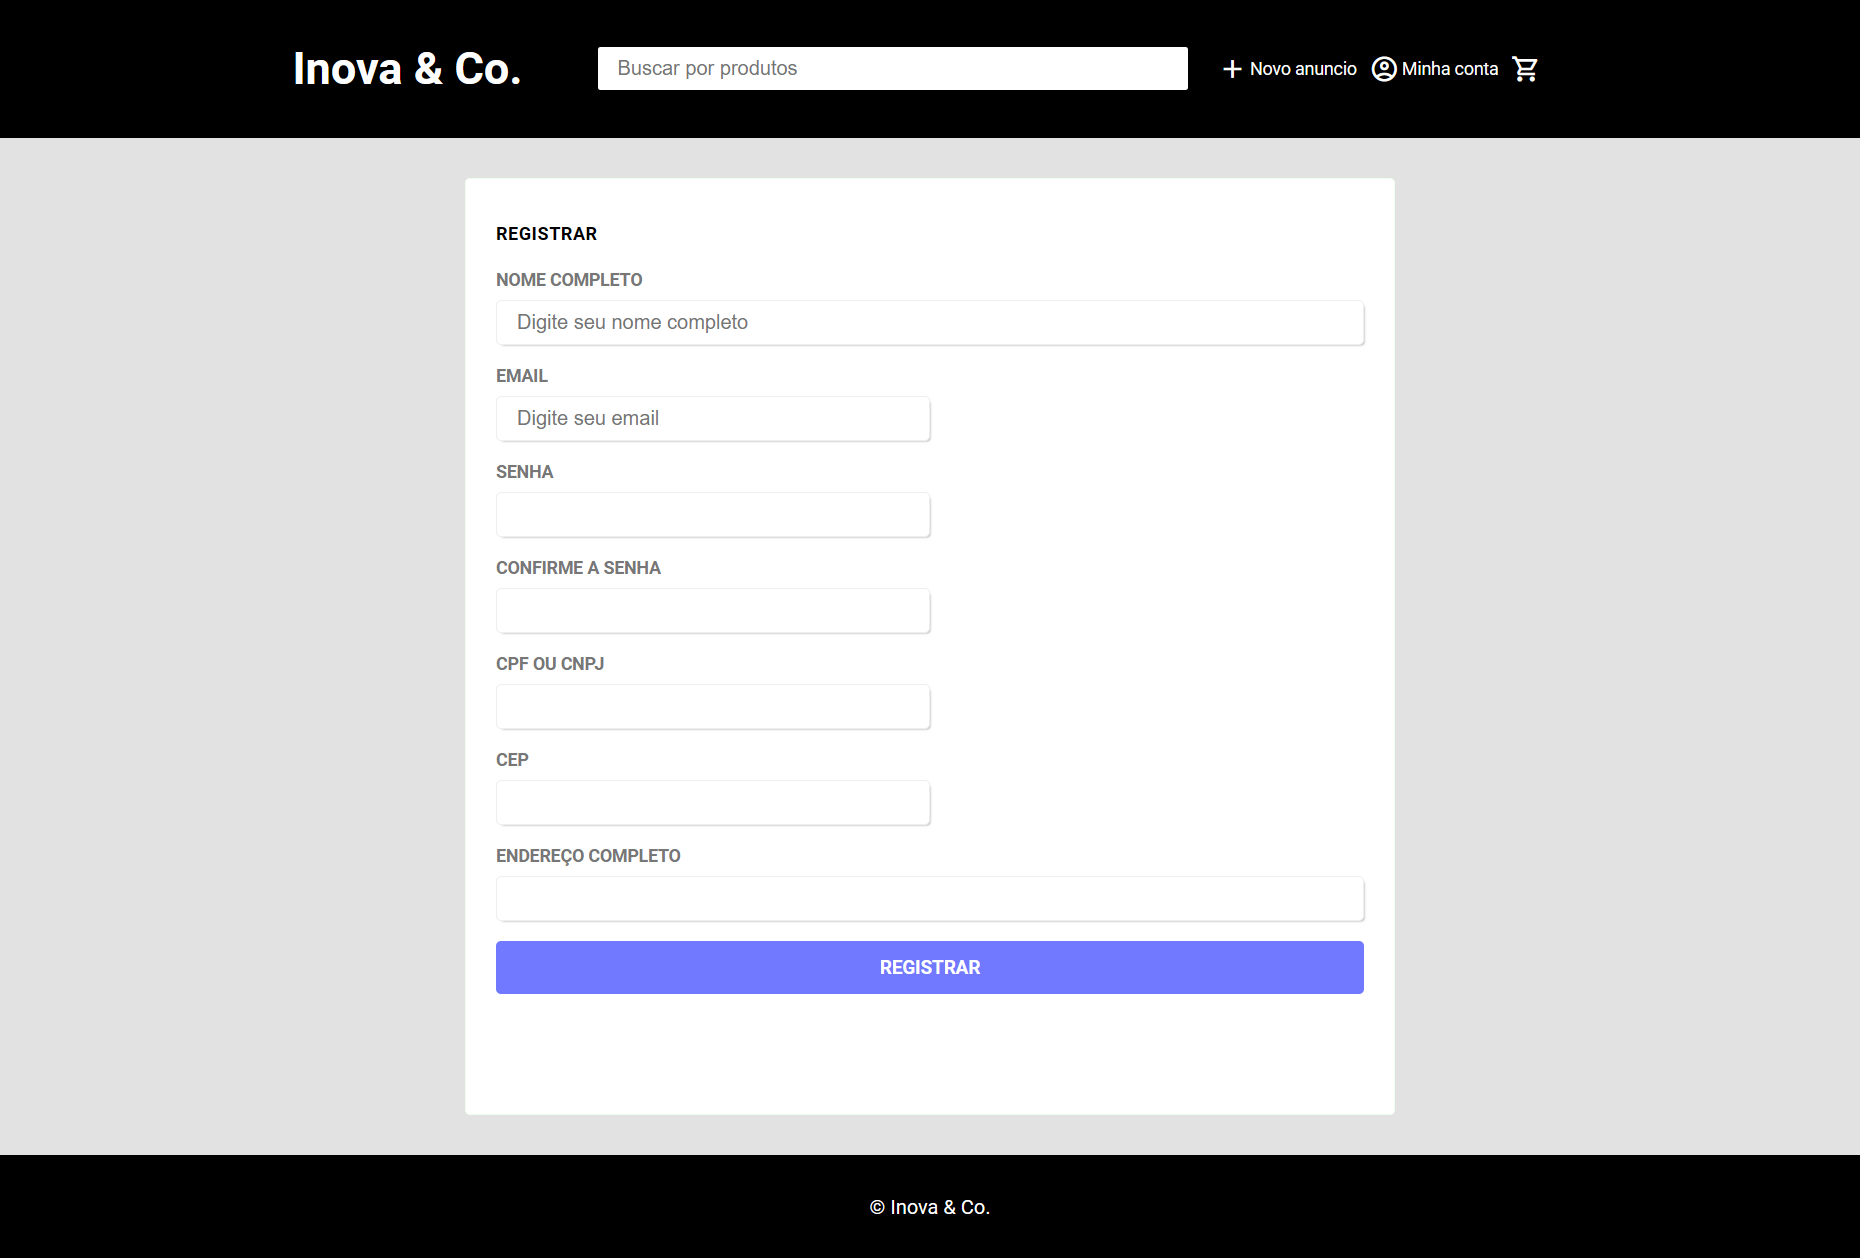 Inova & Co.
Buscar por produtos
Novo anuncio
Minha conta
REGISTRAR
NOME COMPLETO
Digite seu nome completo
EMAIL
Digite seu email
SENHA
CONFIRME A SENHA
CPF OU CNPJ
CEP
ENDEREÇO COMPLETO
REGISTRAR
© Inova & Co.